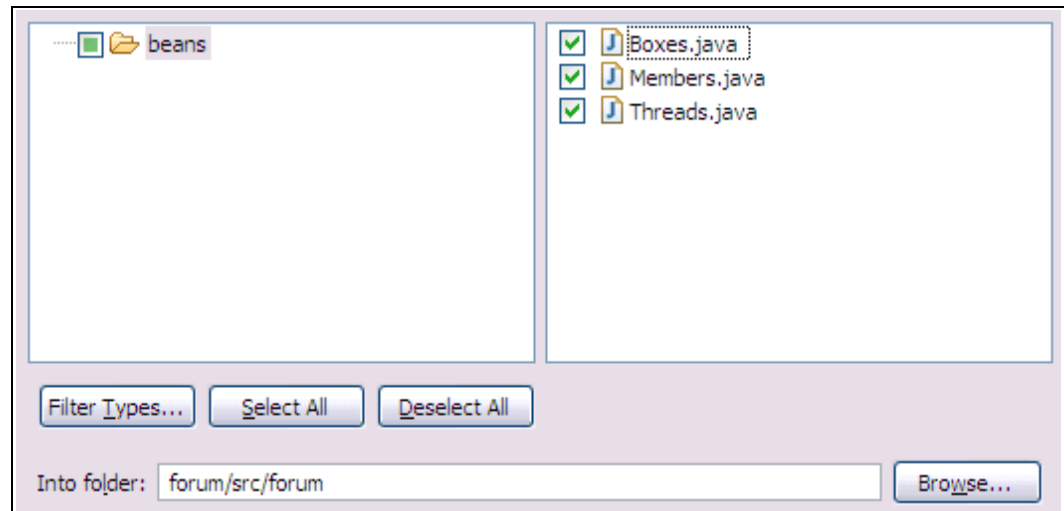 beans
Boxes.java
Members.java
Threads.java
Filter Types...
Select All
Deselect All
Into folder:
forum/src/forum
Browse...